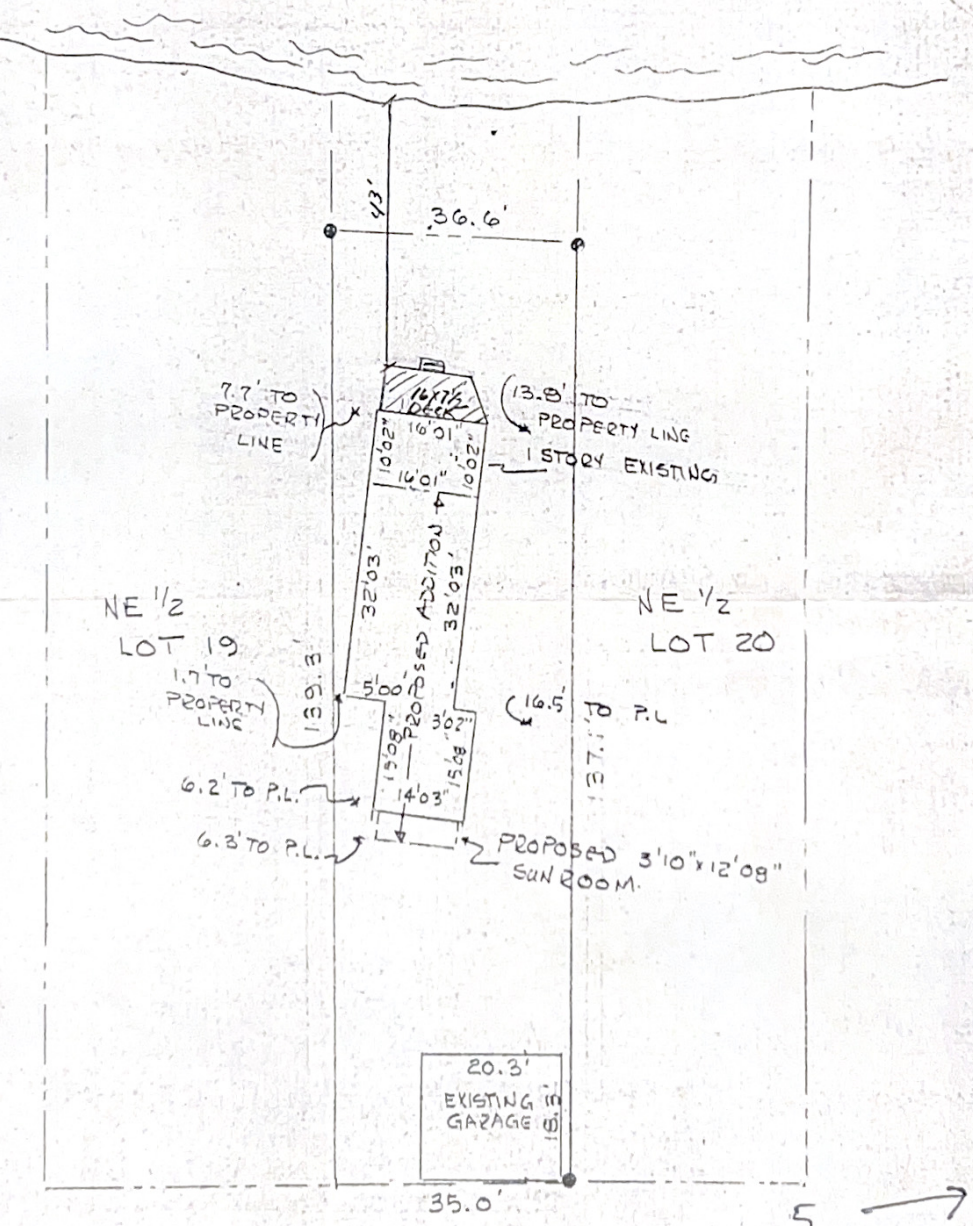 43'
36.6'
7.7' TO
PROPERTY
LINE
16x7½
DECK
13.8' TO
PROPERTY LINE
1 STORY EXISTING
16'01"
10'02"
10'02"
16'01"
32'03'
PROPOSED ADDITION
32'03'
NE 1/2
LOT 19
NE 1/2
LOT 20
139.3'
1.7' TO
PROPERTY
LINE
5'00"
3'02"
16.5' TO P.L
137.1'
15'08"
15'08"
14'03"
6.2' TO P.L.
6.3' TO P.L.
PROPOSED 3'10"x12'08"
SUNROOM.
20.3'
EXISTING
GARAGE
18.3'
35.0'